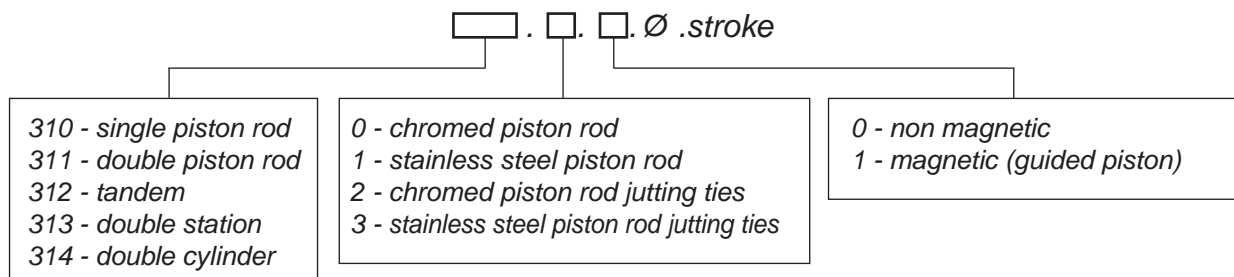 . . . Ø .stroke
310 - single piston rod
311 - double piston rod
312 - tandem
313 - double station
314 - double cylinder
0 - chromed piston rod
1 - stainless steel piston rod
2 - chromed piston rod jutting ties
3 - stainless steel piston rod jutting ties
0 - non magnetic
1 - magnetic (guided piston)